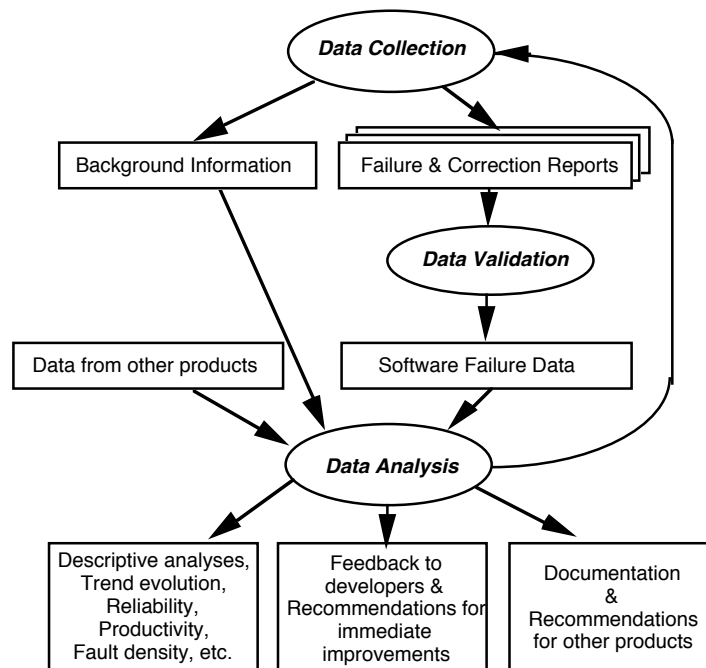 Data Collection
Background Information
Failure & Correction Reports
Data Validation
Data from other products
Software Failure Data
Data Analysis
Descriptive analyses,
Trend evolution,
Reliability,
Productivity,
Fault density, etc.
Feedback to
developers &
Recommendations for
immediate
improvements
Documentation
&
Recommendations
for other products